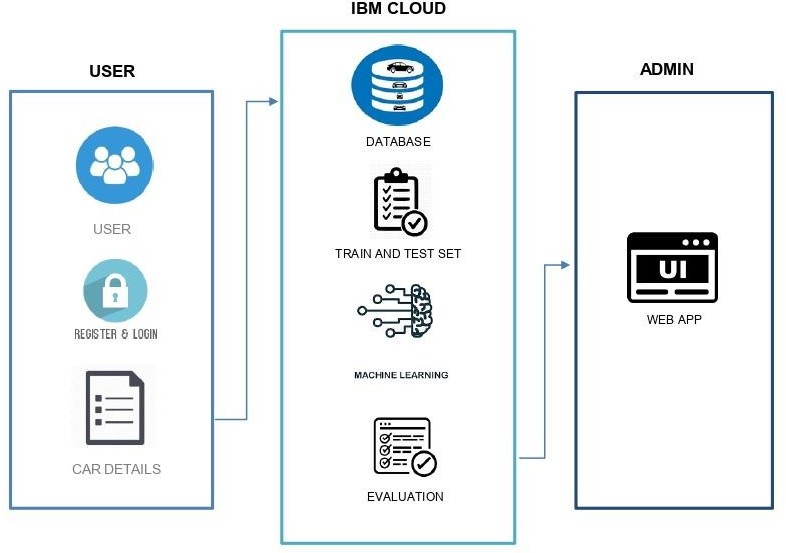 IBM CLOUD
USER
ADMIN
DATABASE
USER
TRAIN AND TEST SET
UI
WEB APP
REGISTER & LOGIN
MACHINE LEARNING
CAR DETAILS
EVALUATION